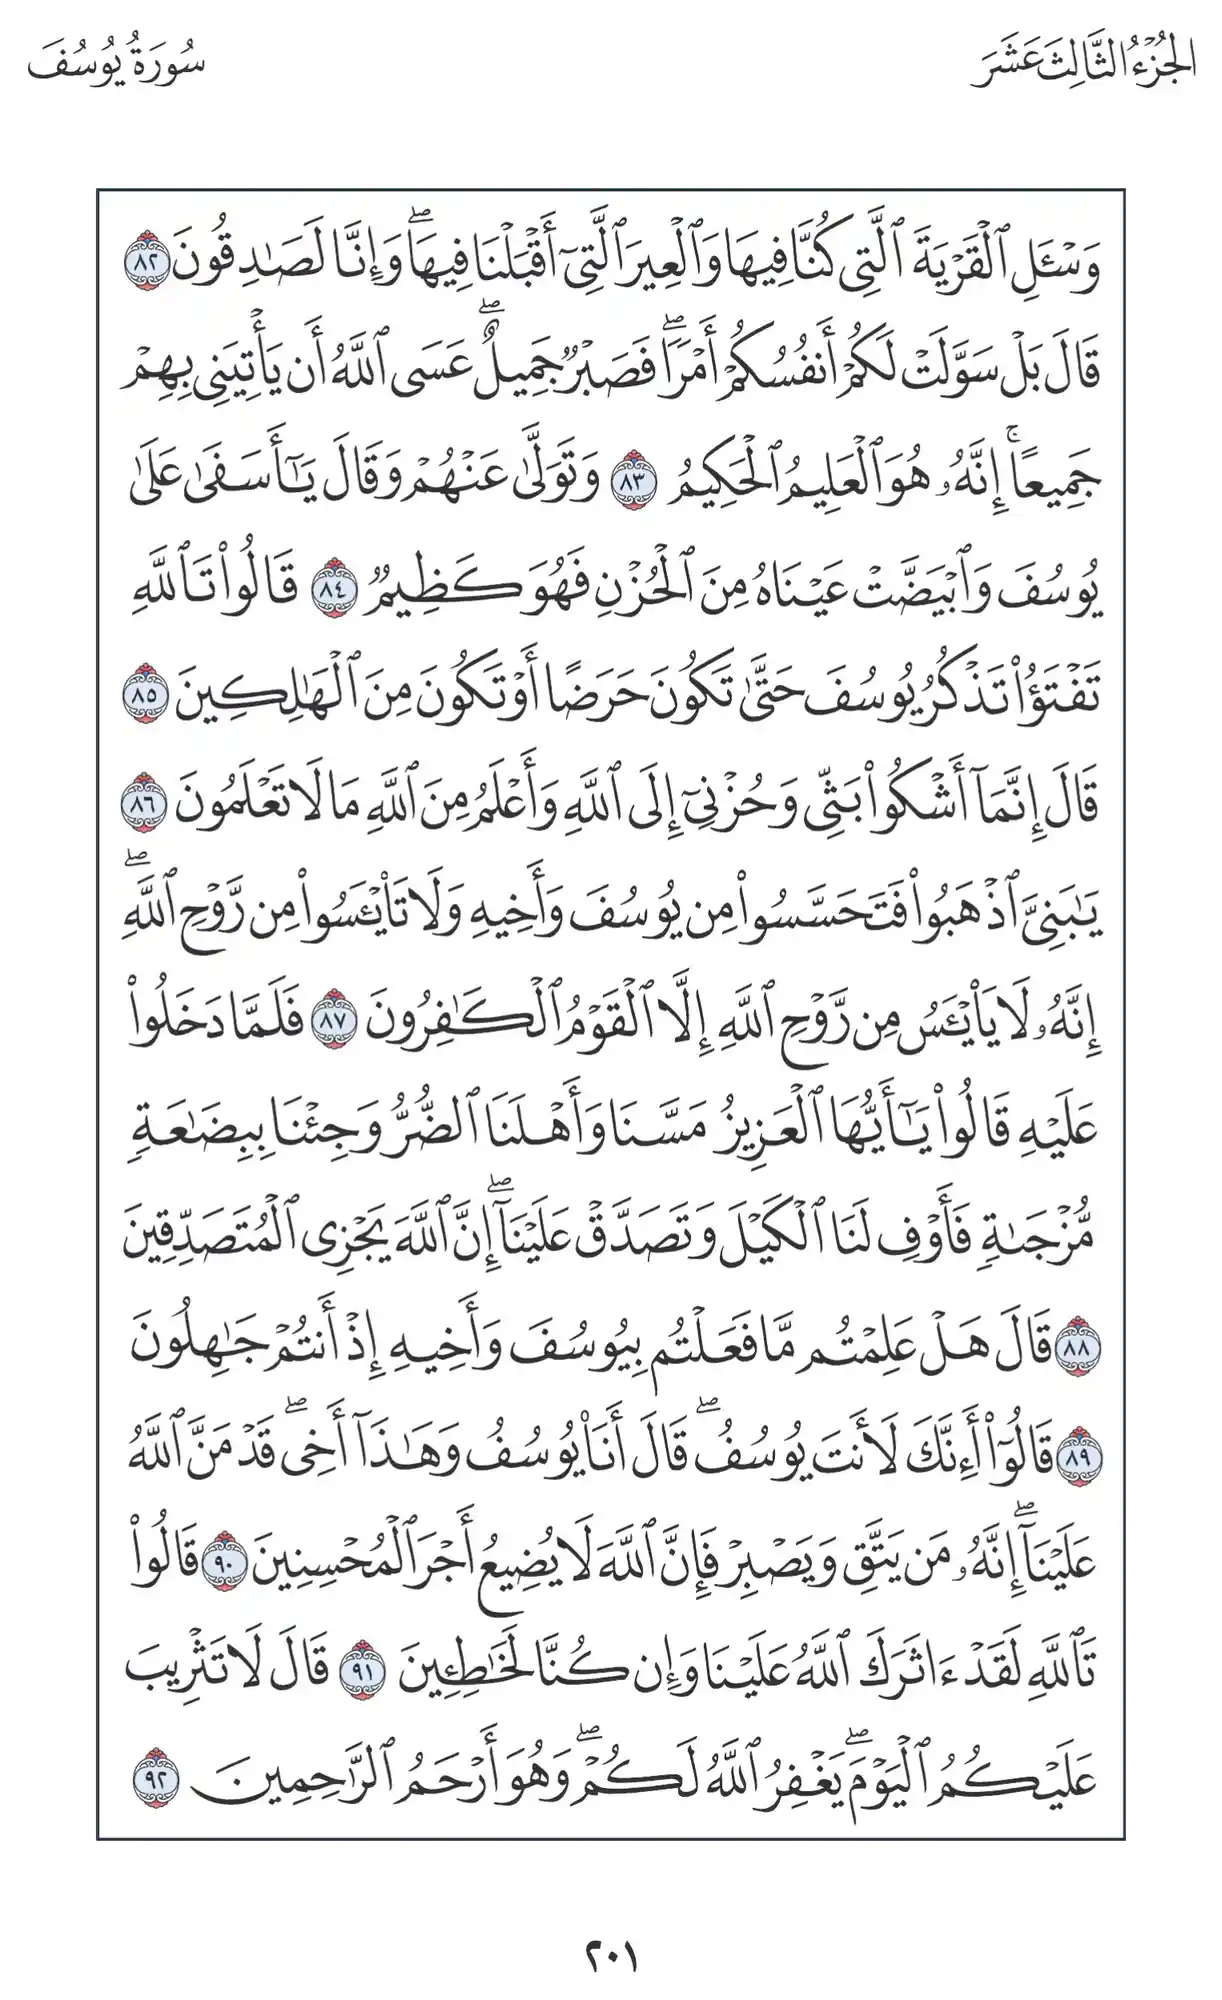 الجُزْءُ الثَّالِثَ عَشَرَ
سُورَةُ يُوسُفَ
وَسْـَٔلِ ٱلْقَرْيَةَ ٱلَّتِى كُنَّا فِيهَا وَٱلْعِيرَ ٱلَّتِىٓ أَقْبَلْنَا فِيهَاۖ وَإِنَّا لَصَٰدِقُونَ ٨٢
قَالَ بَلْ سَوَّلَتْ لَكُمْ أَنفُسُكُمْ أَمْرًاۖ فَصَبْرٌ جَمِيلٌۖ عَسَى ٱللَّهُ أَن يَأْتِيَنِى بِهِمْ
جَمِيعًاۚ إِنَّهُۥ هُوَ ٱلْعَلِيمُ ٱلْحَكِيمُ ٨٣ وَتَوَلَّىٰ عَنْهُمْ وَقَالَ يَٰٓأَسَفَىٰ عَلَىٰ
يُوسُفَ وَٱبْيَضَّتْ عَيْنَاهُ مِنَ ٱلْحُزْنِ فَهُوَ كَظِيمٌ ٨٤ قَالُوا۟ تَٱللَّهِ
تَفْتَؤُا۟ تَذْكُرُ يُوسُفَ حَتَّىٰ تَكُونَ حَرَضًا أَوْ تَكُونَ مِنَ ٱلْهَٰلِكِينَ ٨٥
قَالَ إِنَّمَآ أَشْكُوا۟ بَثِّى وَحُزْنِىٓ إِلَى ٱللَّهِ وَأَعْلَمُ مِنَ ٱللَّهِ مَا لَا تَعْلَمُونَ ٨٦
يَٰبَنِىَّ ٱذْهَبُوا۟ فَتَحَسَّسُوا۟ مِن يُوسُفَ وَأَخِيهِ وَلَا تَا۟يْـَٔسُوا۟ مِن رَّوْحِ ٱللَّهِۖ
إِنَّهُۥ لَا يَا۟يْـَٔسُ مِن رَّوْحِ ٱللَّهِ إِلَّا ٱلْقَوْمُ ٱلْكَٰفِرُونَ ٨٧ فَلَمَّا دَخَلُوا۟
عَلَيْهِ قَالُوا۟ يَٰٓأَيُّهَا ٱلْعَزِيزُ مَسَّنَا وَأَهْلَنَا ٱلضُّرُّ وَجِئْنَا بِبِضَٰعَةٍ
مُّزْجَىٰةٍ فَأَوْفِ لَنَا ٱلْكَيْلَ وَتَصَدَّقْ عَلَيْنَآۖ إِنَّ ٱللَّهَ يَجْزِى ٱلْمُتَصَدِّقِينَ
٨٨ قَالَ هَلْ عَلِمْتُم مَّا فَعَلْتُم بِيُوسُفَ وَأَخِيهِ إِذْ أَنتُمْ جَٰهِلُونَ
٨٩ قَالُوٓا۟ أَءِنَّكَ لَأَنتَ يُوسُفُۖ قَالَ أَنَا۠ يُوسُفُ وَهَٰذَآ أَخِىۖ قَدْ مَنَّ ٱللَّهُ
عَلَيْنَآۖ إِنَّهُۥ مَن يَتَّقِ وَيَصْبِرْ فَإِنَّ ٱللَّهَ لَا يُضِيعُ أَجْرَ ٱلْمُحْسِنِينَ ٩٠ قَالُوا۟
تَٱللَّهِ لَقَدْ ءَاثَرَكَ ٱللَّهُ عَلَيْنَا وَإِن كُنَّا لَخَٰطِـِٔينَ ٩١ قَالَ لَا تَثْرِيبَ
عَلَيْكُمُ ٱلْيَوْمَۖ يَغْفِرُ ٱللَّهُ لَكُمْۖ وَهُوَ أَرْحَمُ ٱلرَّٰحِمِينَ ٩٢
٢٠١